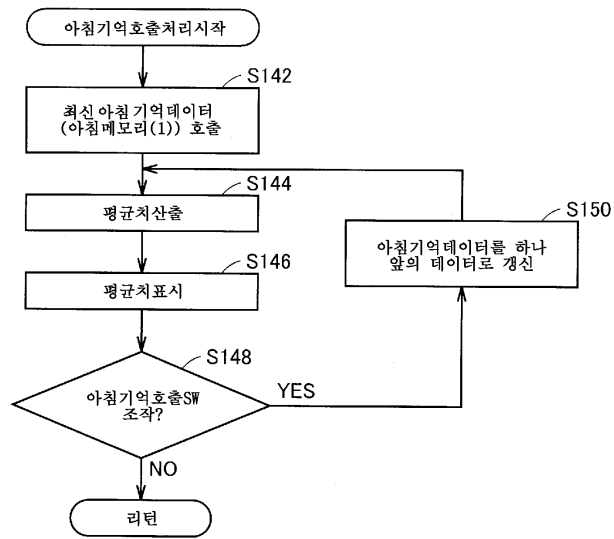 아침기억호출처리시작
S142
최신아침기억데이터
(아침메모리(1)) 호출
S144
평균치산출
S150
아침기억데이터를 하나
앞의 데이터로 갱신
S146
평균치표시
S148
아침기억호출SW
조작?
YES
NO
리턴